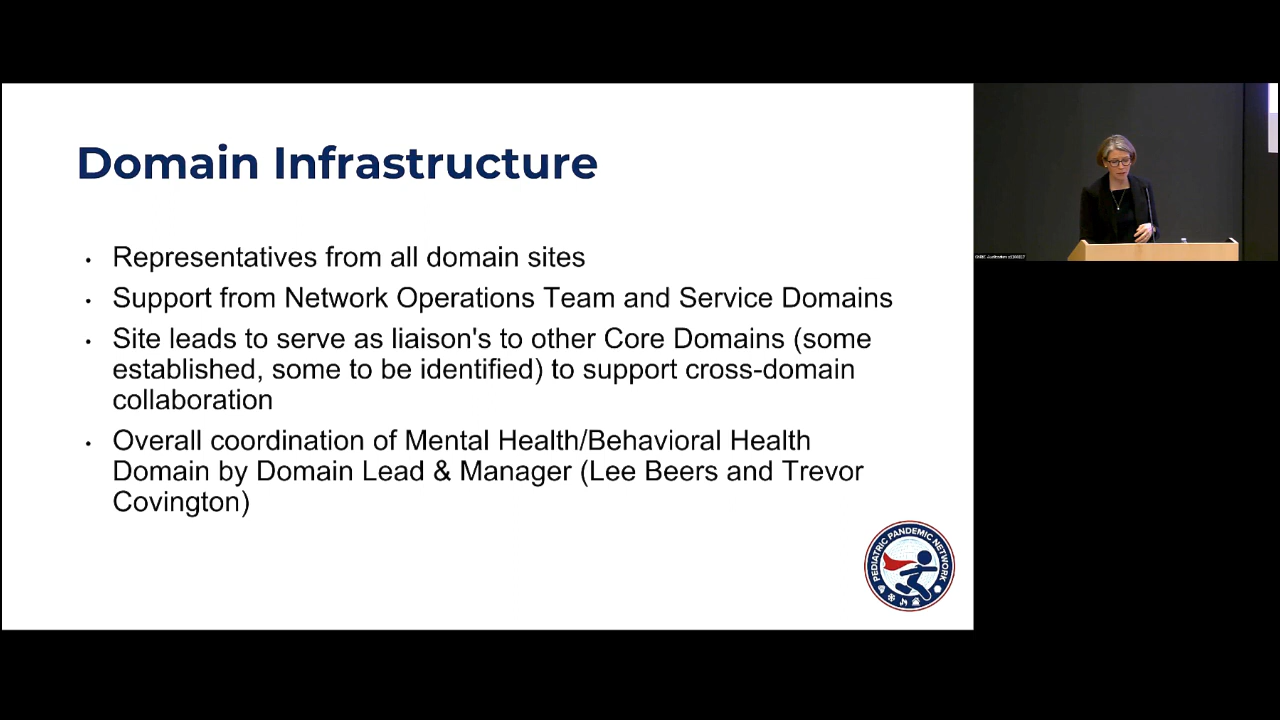 Domain Infrastructure
• Representatives from all domain sites
• Support from Network Operations Team and Service Domains
• Site leads to serve as liaison's to other Core Domains (some
established, some to be identified) to support cross-domain
collaboration
• Overall coordination of Mental Health/Behavioral Health
Domain by Domain Lead & Manager (Lee Beers and Trevor
Covington)
PEDIATRIC PANDEMIC NETWORK